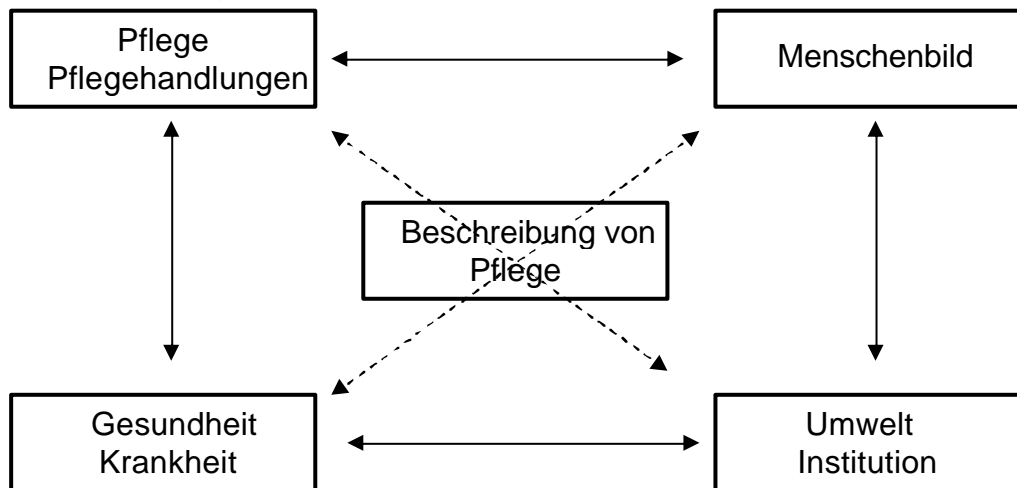 Pflege
Pflegehandlungen
Menschenbild
Beschreibung von
Pflege
Gesundheit
Krankheit
Umwelt
Institution